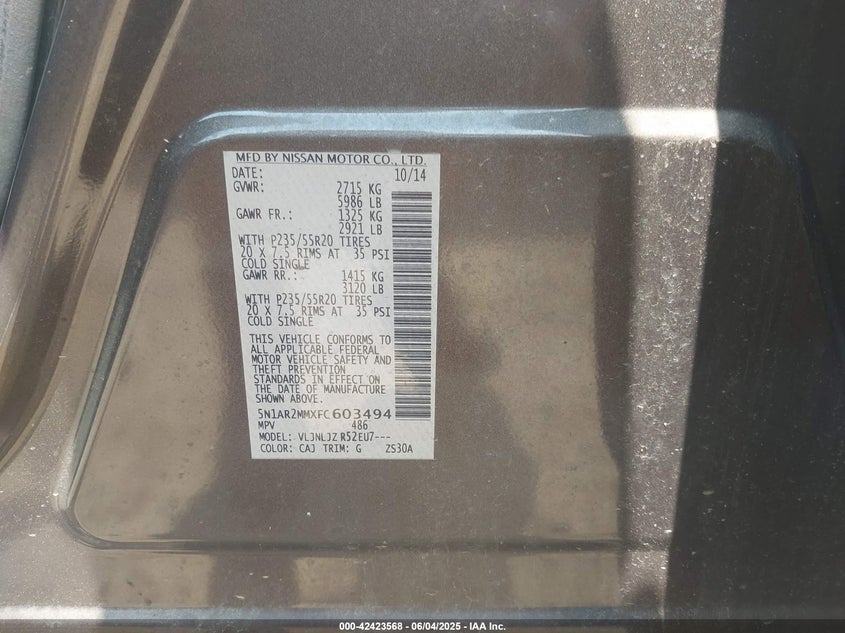 MFD BY NISSAN MOTOR CO., LTD.
DATE: 10/14
GVWR: 2715 KG
5986 LB
GAWR FR.: 1325 KG
2921 LB
WITH P235/55R20 TIRES
20 X 7.5 RIMS AT 35 PSI
COLD SINGLE
GAWR RR.: 1415 KG
3120 LB
WITH P235/55R20 TIRES
20 X 7.5 RIMS AT 35 PSI
COLD SINGLE
THIS VEHICLE CONFORMS TO
ALL APPLICABLE FEDERAL
MOTOR VEHICLE SAFETY AND
THEFT PREVENTION
STANDARDS IN EFFECT ON
THE DATE OF MANUFACTURE
SHOWN ABOVE.
5N1AR2MMXFC603494
MPV 486
MODEL: VLJNLJZ R52EU7---
COLOR: CAJ TRIM: G ZS30A
000-42423568 - 06/04/2025 - IAA Inc.